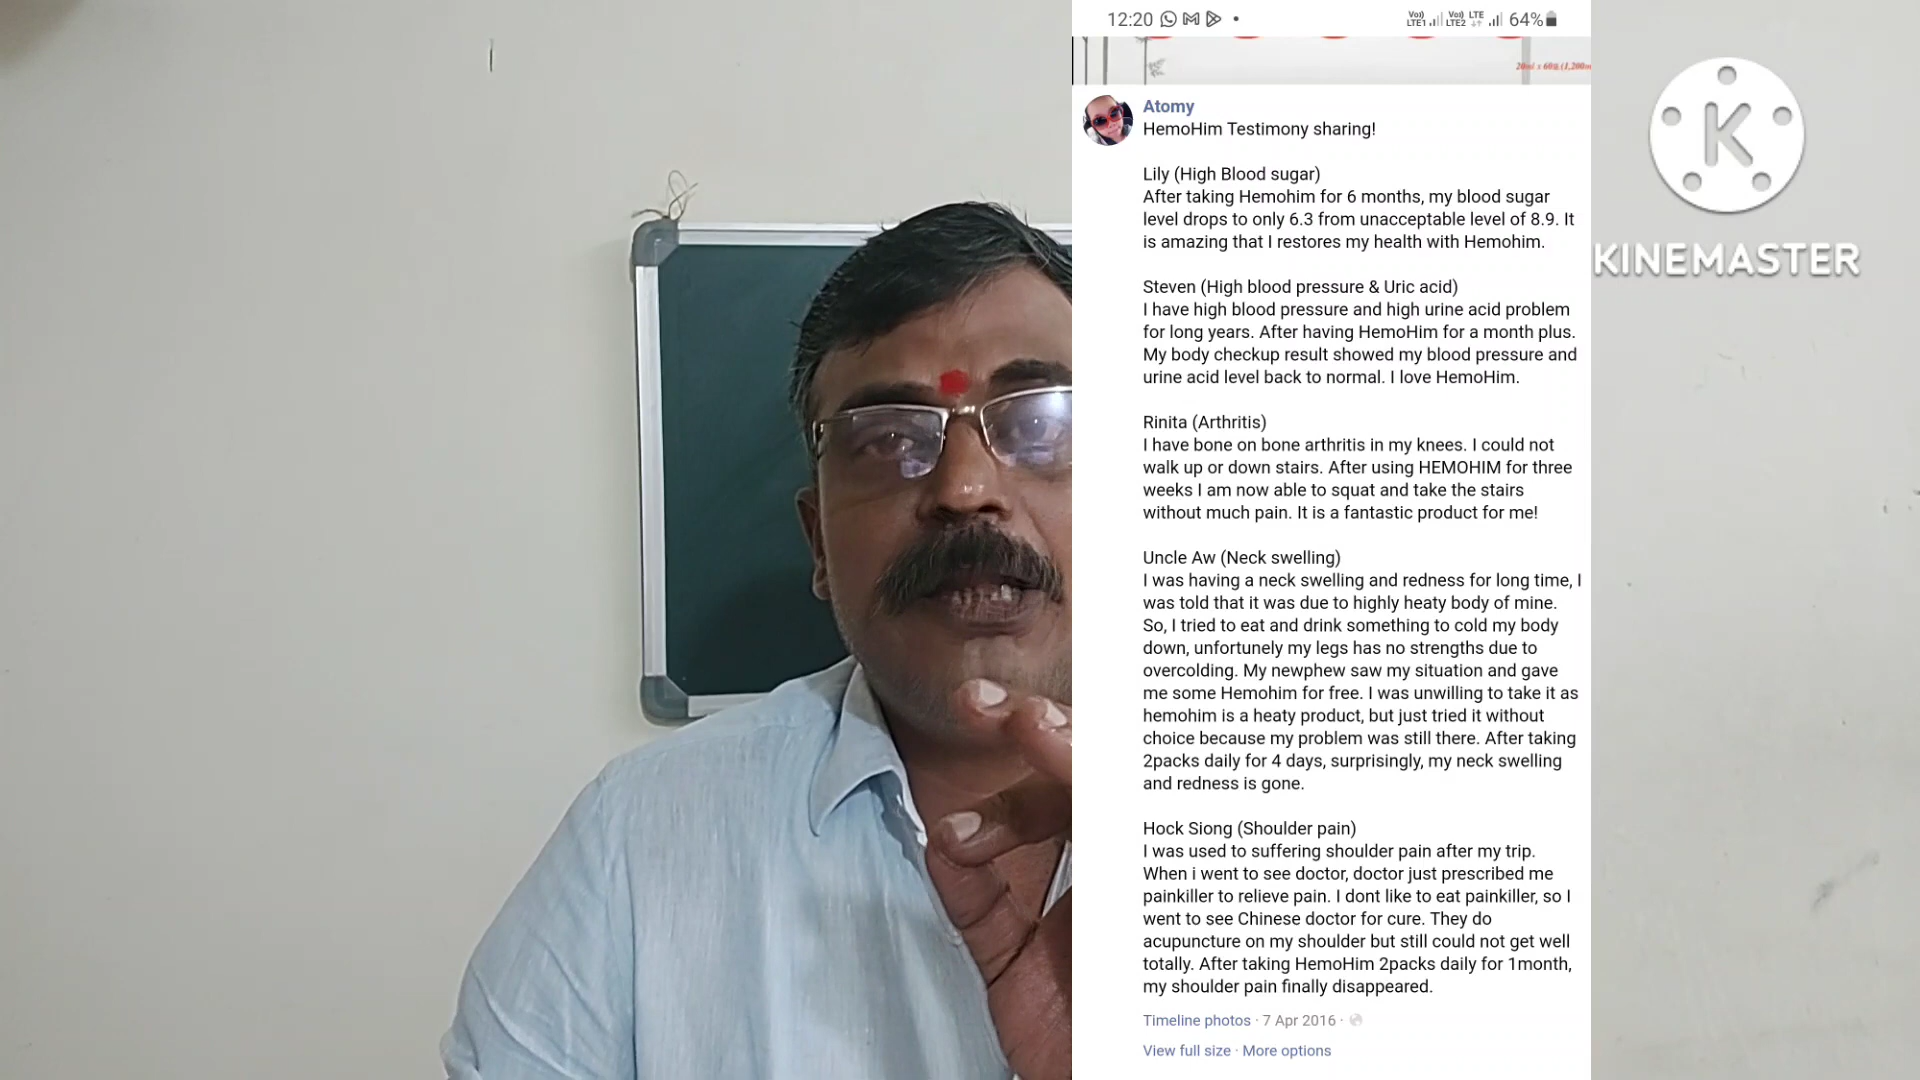 12:20
Vo)) LTE1 Vo)) LTE2 LTE 64%
20ml x 60포 (1,200m
Atomy
HemoHim Testimony sharing!
Lily (High Blood sugar)
After taking Hemohim for 6 months, my blood sugar
level drops to only 6.3 from unacceptable level of 8.9. It
is amazing that I restores my health with Hemohim.
Steven (High blood pressure & Uric acid)
I have high blood pressure and high urine acid problem
for long years. After having HemoHim for a month plus.
My body checkup result showed my blood pressure and
urine acid level back to normal. I love HemoHim.
Rinita (Arthritis)
I have bone on bone arthritis in my knees. I could not
walk up or down stairs. After using HEMOHIM for three
weeks I am now able to squat and take the stairs
without much pain. It is a fantastic product for me!
Uncle Aw (Neck swelling)
I was having a neck swelling and redness for long time, I
was told that it was due to highly heaty body of mine.
So, I tried to eat and drink something to cold my body
down, unfortunely my legs has no strengths due to
overcolding. My newphew saw my situation and gave
me some Hemohim for free. I was unwilling to take it as
hemohim is a heaty product, but just tried it without
choice because my problem was still there. After taking
2packs daily for 4 days, surprisingly, my neck swelling
and redness is gone.
Hock Siong (Shoulder pain)
I was used to suffering shoulder pain after my trip.
When i went to see doctor, doctor just prescribed me
painkiller to relieve pain. I dont like to eat painkiller, so I
went to see Chinese doctor for cure. They do
acupuncture on my shoulder but still could not get well
totally. After taking HemoHim 2packs daily for 1month,
my shoulder pain finally disappeared.
Timeline photos · 7 Apr 2016 ·
View full size · More options
K
KINEMASTER